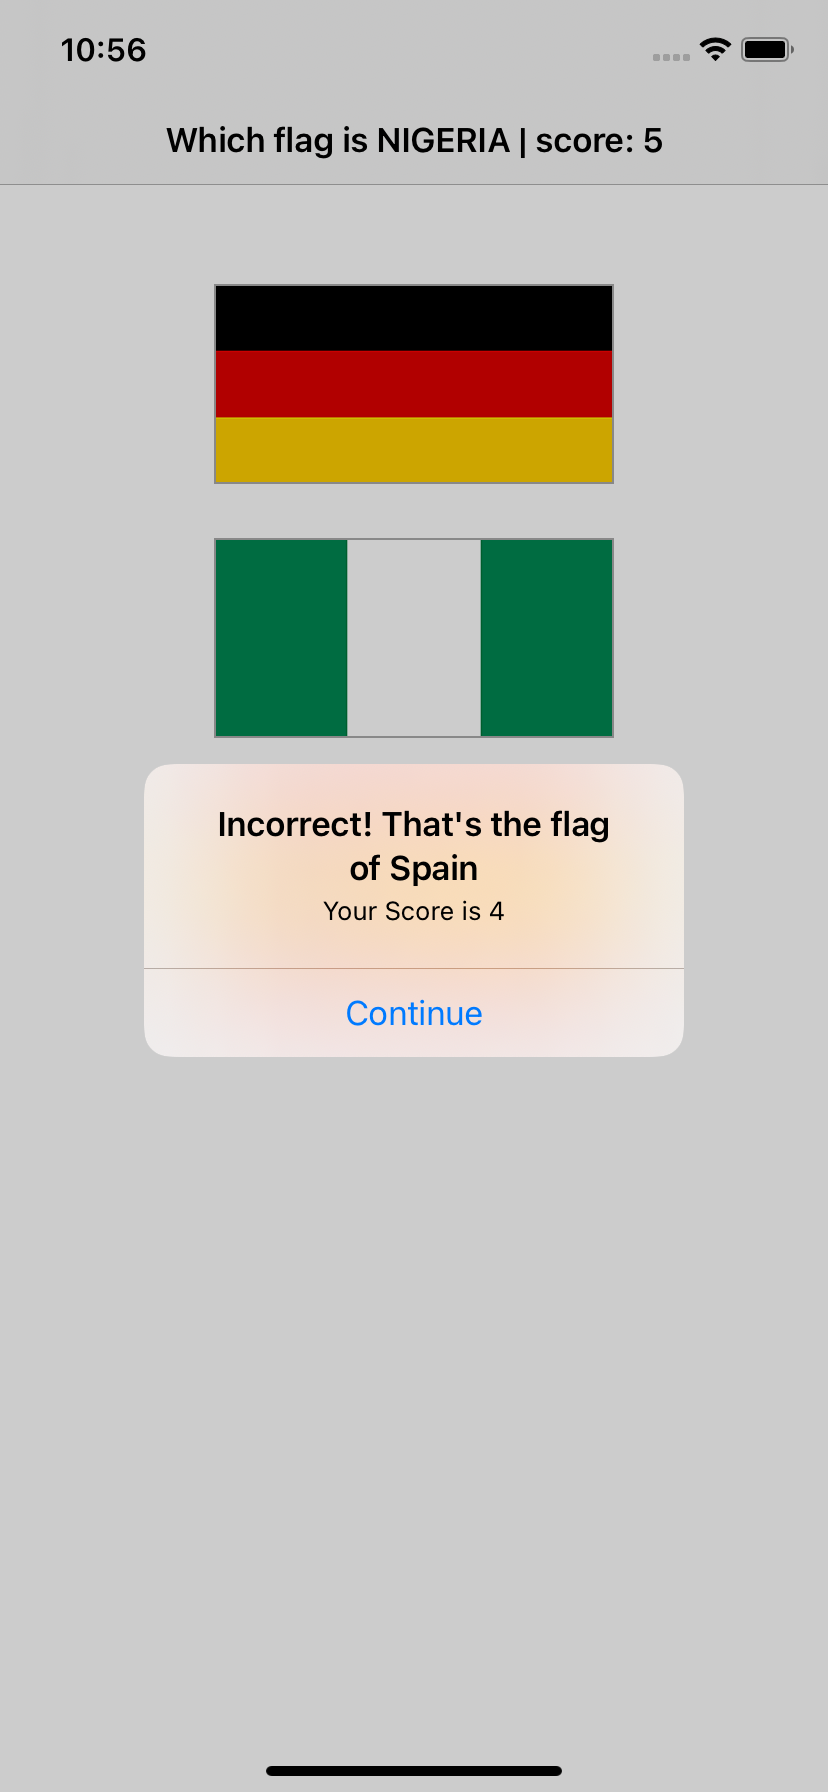 10:56
Which flag is NIGERIA | score: 5
Incorrect! That's the flag
of Spain
Your Score is 4
Continue